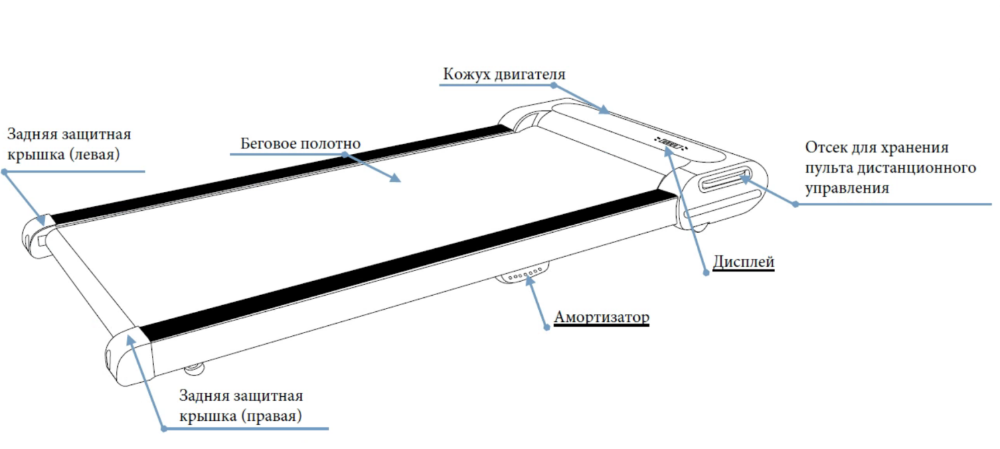 Кожух двигателя
Задняя защитная
крышка (левая)
Беговое полотно
Отсек для хранения
пульта дистанционного
управления
Дисплей
Амортизатор
Задняя защитная
крышка (правая)